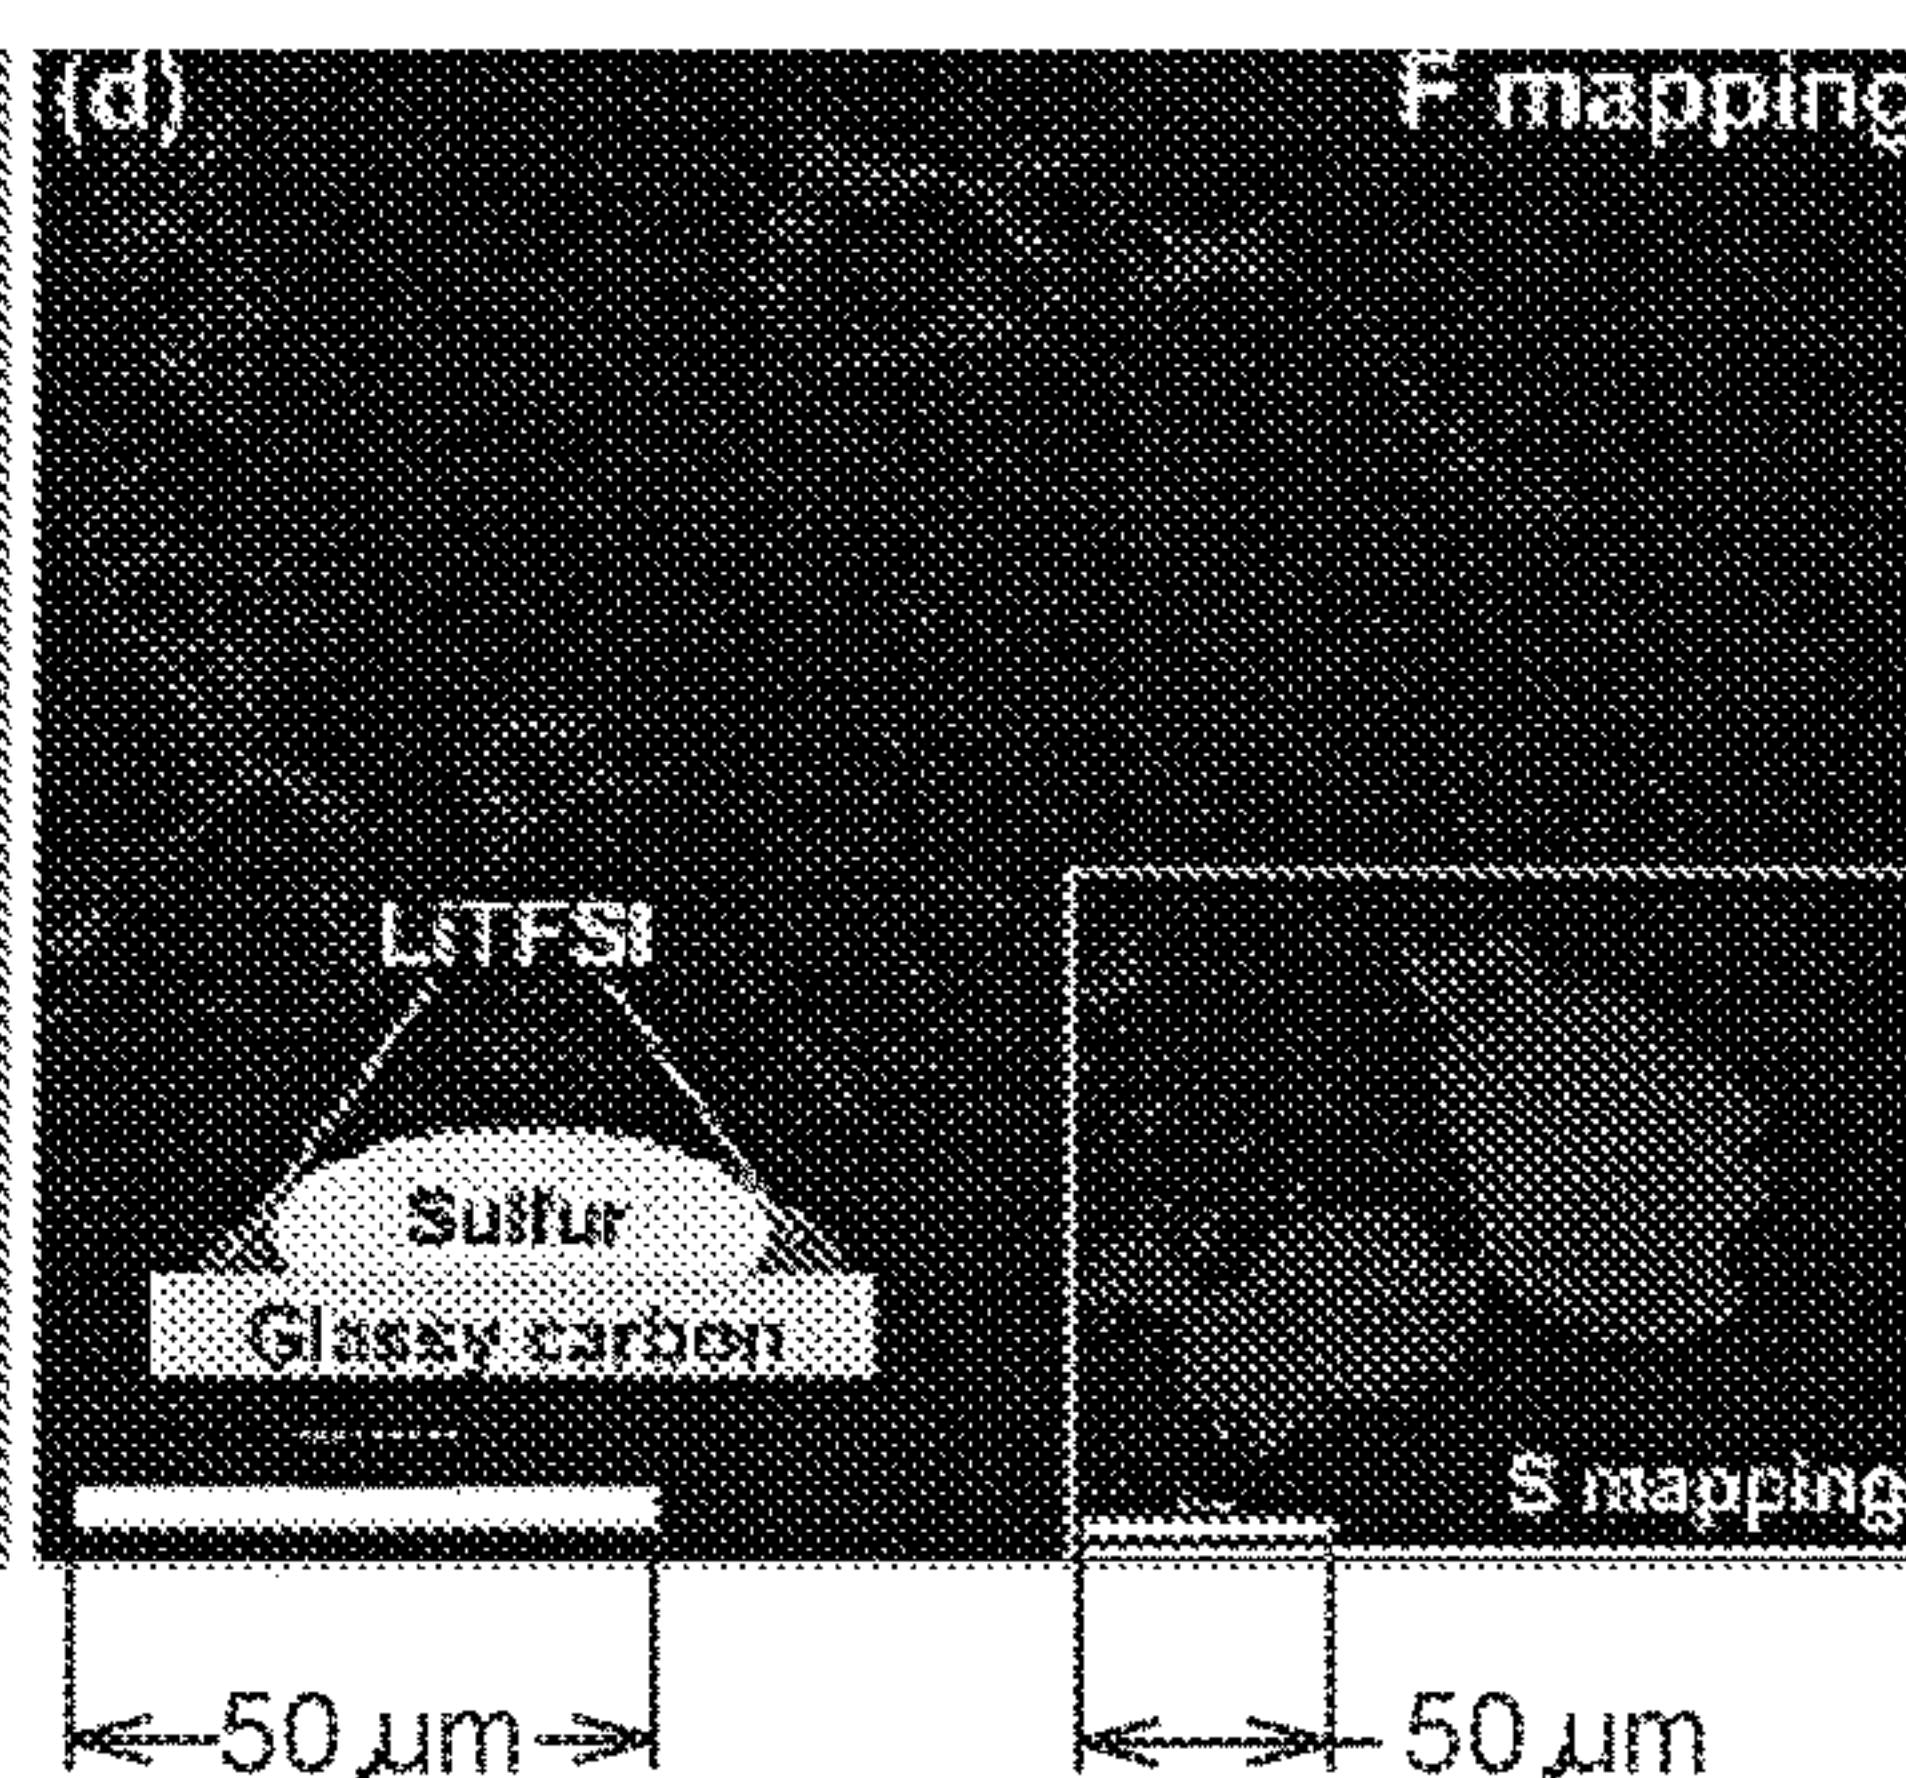 (d)
F mapping
LiTFSI
Sulfur
Glassy carbon
S mapping
50 µm
50 µm